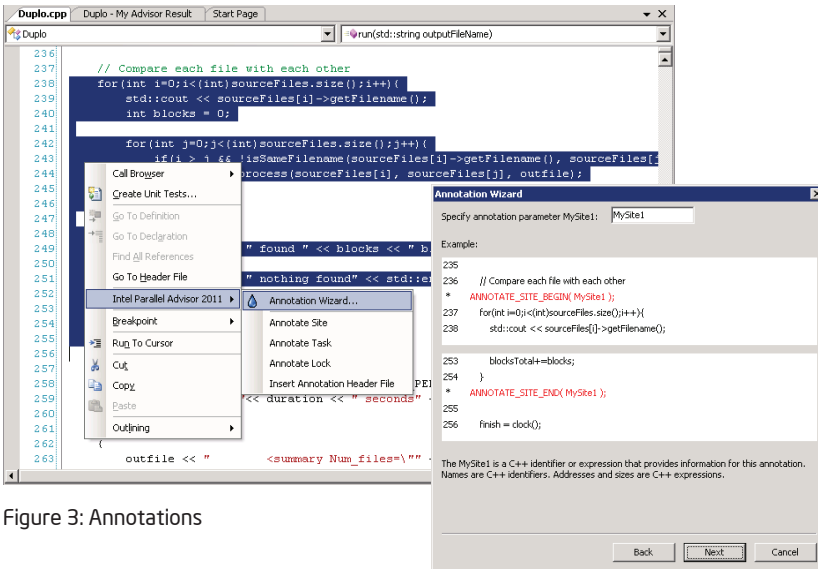 Duplo.cpp Duplo - My Advisor Result Start Page
Duplo run(std::string outputFileName)
236
237 // Compare each file with each other
238 for(int i=0;i<(int)sourceFiles.size();i++){
239 std::cout << sourceFiles[i]->getFilename();
240 int blocks = 0;
241
242 for(int j=0;j<(int)sourceFiles.size();j++){
243 if(i > j && !isSameFilename(sourceFiles[i]->getFilename(), sourceFiles[j
244 process(sourceFiles[i], sourceFiles[j], outfile);
245
246
247
248
249 " found " << blocks << " b
250
251 " nothing found" << std::e
252
253
254
255
256
257
258
259 "<< duration << " seconds"
260
261
262 {
263 outfile << " <summary Num_files=\""
Call Browser
Create Unit Tests...
Go To Definition
Go To Declaration
Find All References
Go To Header File
Intel Parallel Advisor 2011
Breakpoint
Run To Cursor
Cut
Copy
Paste
Outlining
Annotation Wizard...
Annotate Site
Annotate Task
Annotate Lock
Insert Annotation Header File
Annotation Wizard
Specify annotation parameter MySite1: MySite1
Example:
235
236 // Compare each file with each other
* ANNOTATE_SITE_BEGIN( MySite1 );
237 for(int i=0;i<(int)sourceFiles.size();i++){
238 std::cout << sourceFiles[i]->getFilename();
253 blocksTotal+=blocks;
254 }
* ANNOTATE_SITE_END( MySite1 );
255
256 finish = clock();
The MySite1 is a C++ identifier or expression that provides information for this annotation.
Names are C++ identifiers. Addresses and sizes are C++ expressions.
Back Next Cancel
Figure 3: Annotations